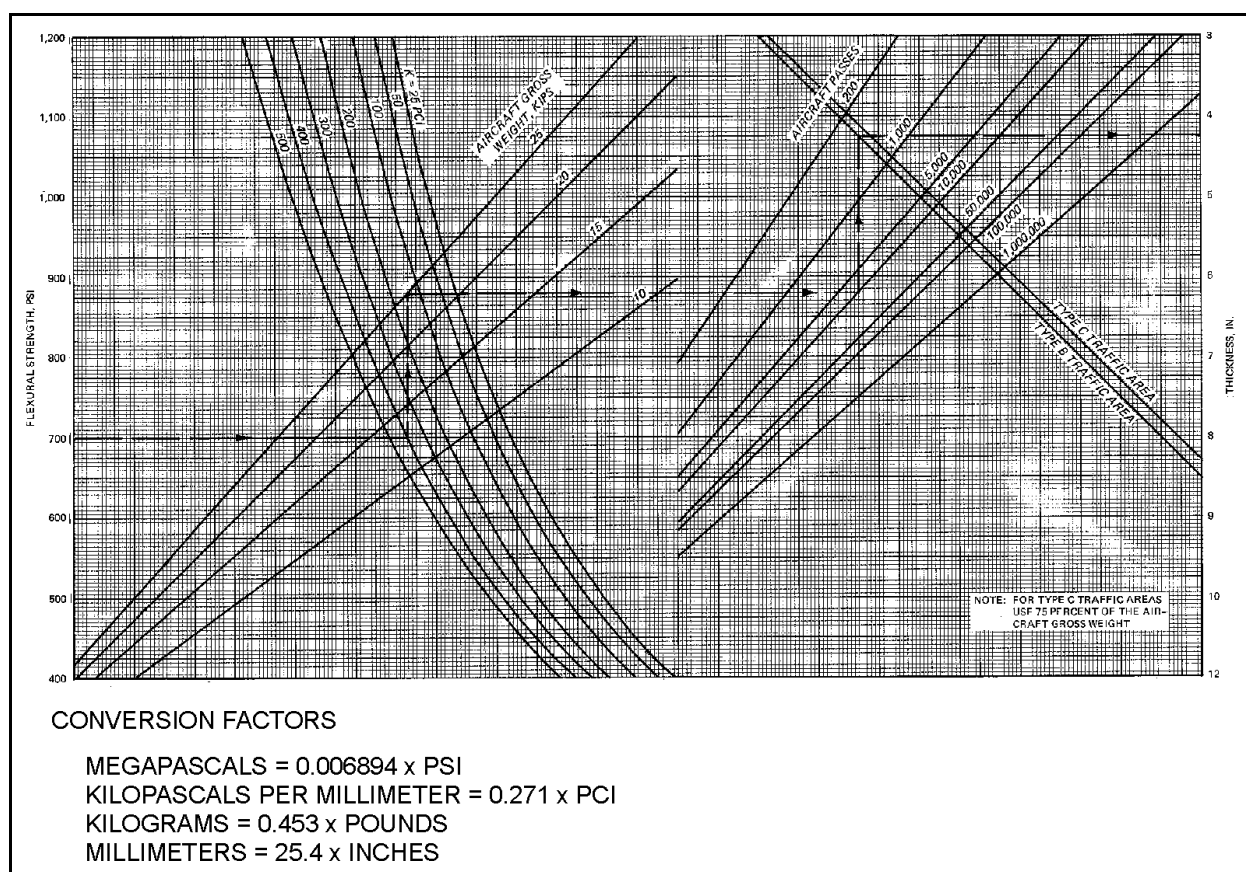 FLEXURAL STRENGTH, PSI
1,200
1,100
1,000
900
800
700
600
500
400
500
400
300
200
100
50
K = 25 PCI
AIRCRAFT GROSS
WEIGHT, KIPS
25
20
15
10
AIRCRAFT PASSES
200
1,000
5,000
10,000
50,000
100,000
1,000,000
TYPE C TRAFFIC AREA
TYPE B TRAFFIC AREA
3
4
5
6
7
8
9
10
11
12
THICKNESS, IN.
NOTE: FOR TYPE C TRAFFIC AREAS
USE 75 PERCENT OF THE AIR-
CRAFT GROSS WEIGHT
CONVERSION FACTORS
MEGAPASCALS = 0.006894 x PSI
KILOPASCALS PER MILLIMETER = 0.271 x PCI
KILOGRAMS = 0.453 x POUNDS
MILLIMETERS = 25.4 x INCHES